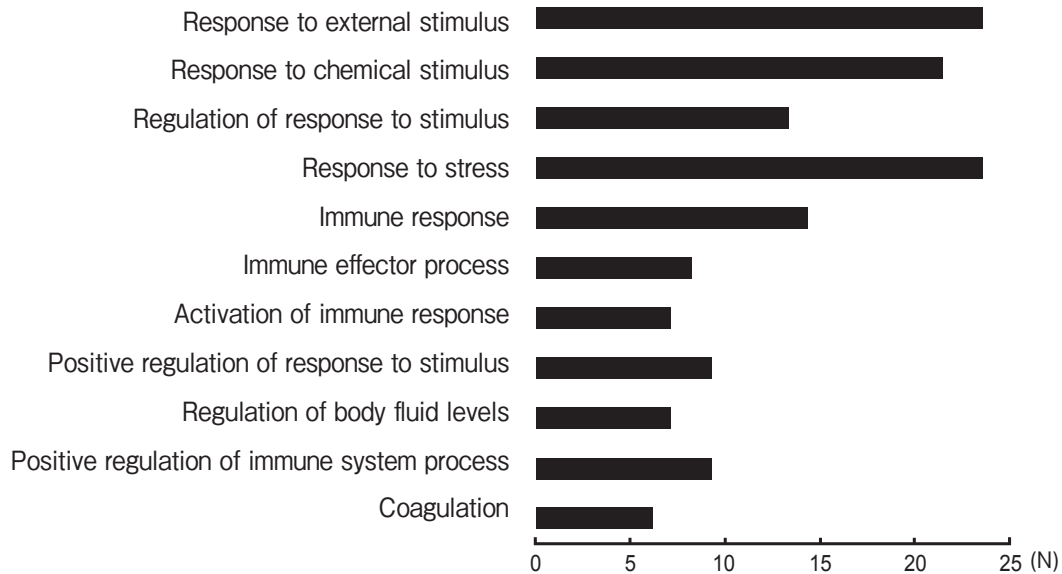 Response to external stimulus
Response to chemical stimulus
Regulation of response to stimulus
Response to stress
Immune response
Immune effector process
Activation of immune response
Positive regulation of response to stimulus
Regulation of body fluid levels
Positive regulation of immune system process
Coagulation
0 5 10 15 20 25 (N)